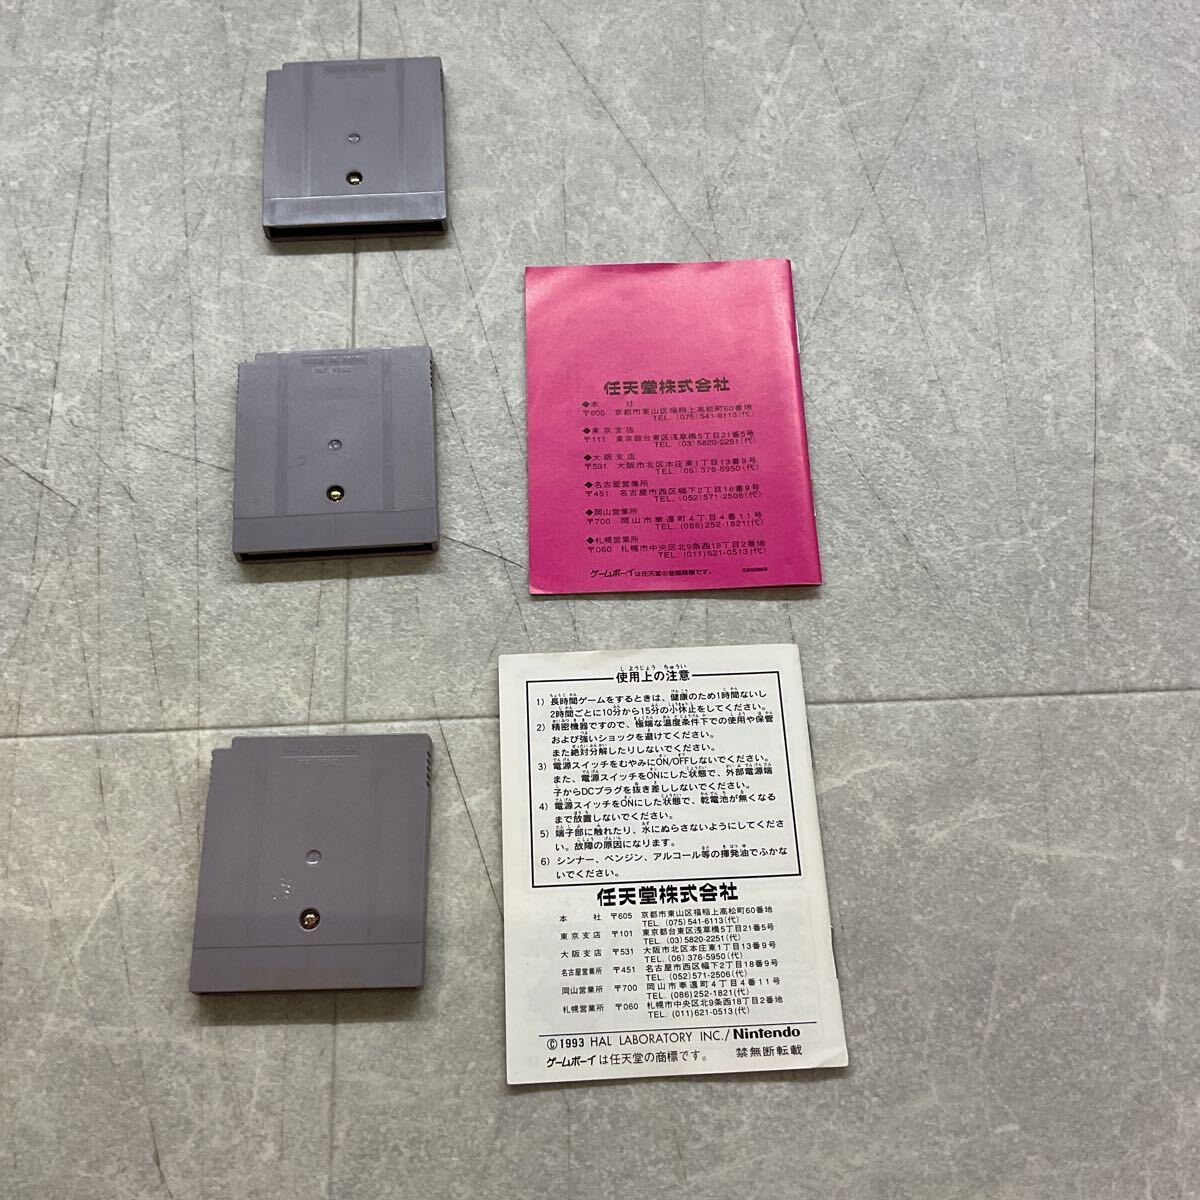 MADE IN JAPAN
PAT. PEND
任天堂株式会社
◆本 社
〒605 京都市東山区福稲上高松町60番地
TEL. (075) 541-6113(代)
◆東京支店
〒111 東京都台東区浅草橋5丁目21番5号
TEL (03) 5820-2251(代)
◆大阪支店
〒531 大阪市北区本庄東1丁目13番9号
TEL. (06) 376-5950(代)
◆名古屋営業所
〒451 名古屋市西区幅下2丁目18番9号
TEL. (052) 571-2506(代)
◆岡山営業所
〒700 岡山市奉還町4丁目4番11号
TEL. (086) 252-1821(代)
◆札幌営業所
〒060 札幌市中央区北9条西18丁目2番地
TEL. (011) 621-0513(代)
ゲームボーイは任天堂の登録商標です。
使用上の注意
1) 長時間ゲームをするときは、健康のため1時間ないし
2時間ごとに10分から15分の小休止をしてください。
2) 精密機器ですので、極端な温度条件下での使用や保管
および強いショックを避けてください。
また絶対分解したりしないでください。
3) 電源スイッチをむやみにON/OFFしないでください。
また、電源スイッチをONにした状態で、外部電源端
子からDCプラグを抜き差ししないでください。
4) 電源スイッチをONにした状態で、乾電池が無くなる
まで放置しないでください。
5) 端子部に触れたり、水にぬらさないようにしてくださ
い。故障の原因になります。
6) シンナー、ベンジン、アルコール等の揮発油でふかな
いでください。
任天堂株式会社
本 社 〒605 京都市東山区福稲上高松町60番地
TEL. (075) 541-6113(代)
東京支店 〒101 東京都台東区浅草橋5丁目21番5号
TEL. (03) 5820-2251(代)
大阪支店 〒531 大阪市北区本庄東1丁目13番9号
TEL. (06) 376-5950(代)
名古屋営業所 〒451 名古屋市西区幅下2丁目18番9号
TEL. (052) 571-2506(代)
岡山営業所 〒700 岡山市奉還町4丁目4番11号
TEL. (086) 252-1821(代)
札幌営業所 〒060 札幌市中央区北9条西18丁目2番地
TEL. (011) 621-0513(代)
©1993 HAL LABORATORY INC./Nintendo
ゲームボーイは任天堂の商標です。 禁無断転載